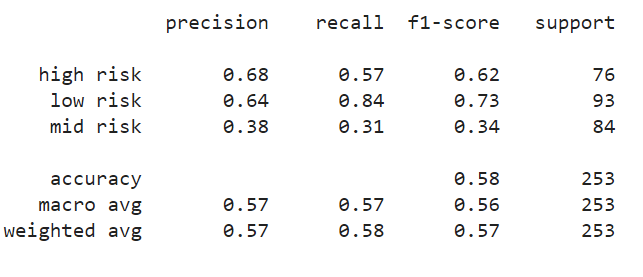 precision recall f1-score support
high risk 0.68 0.57 0.62 76
low risk 0.64 0.84 0.73 93
mid risk 0.38 0.31 0.34 84
accuracy 0.58 253
macro avg 0.57 0.57 0.56 253
weighted avg 0.57 0.58 0.57 253